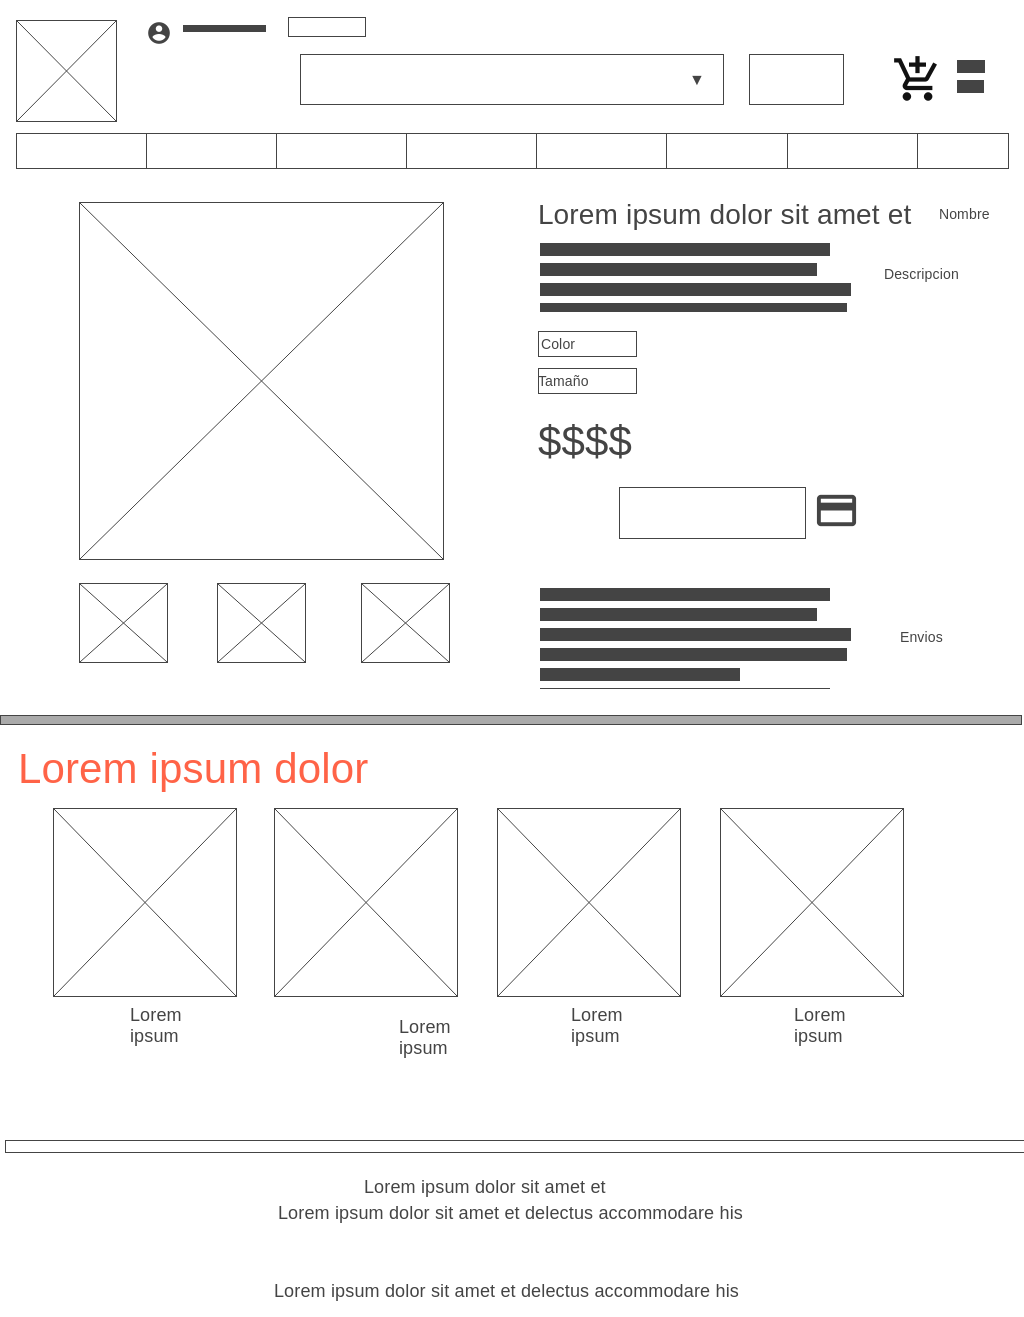 Lorem ipsum dolor sit amet et
Nombre
Descripcion
Color
Tamaño
$$$$
Envios
Lorem ipsum dolor
Lorem
ipsum
Lorem
ipsum
Lorem
ipsum
Lorem
ipsum
Lorem ipsum dolor sit amet et
Lorem ipsum dolor sit amet et delectus accommodare his
Lorem ipsum dolor sit amet et delectus accommodare his